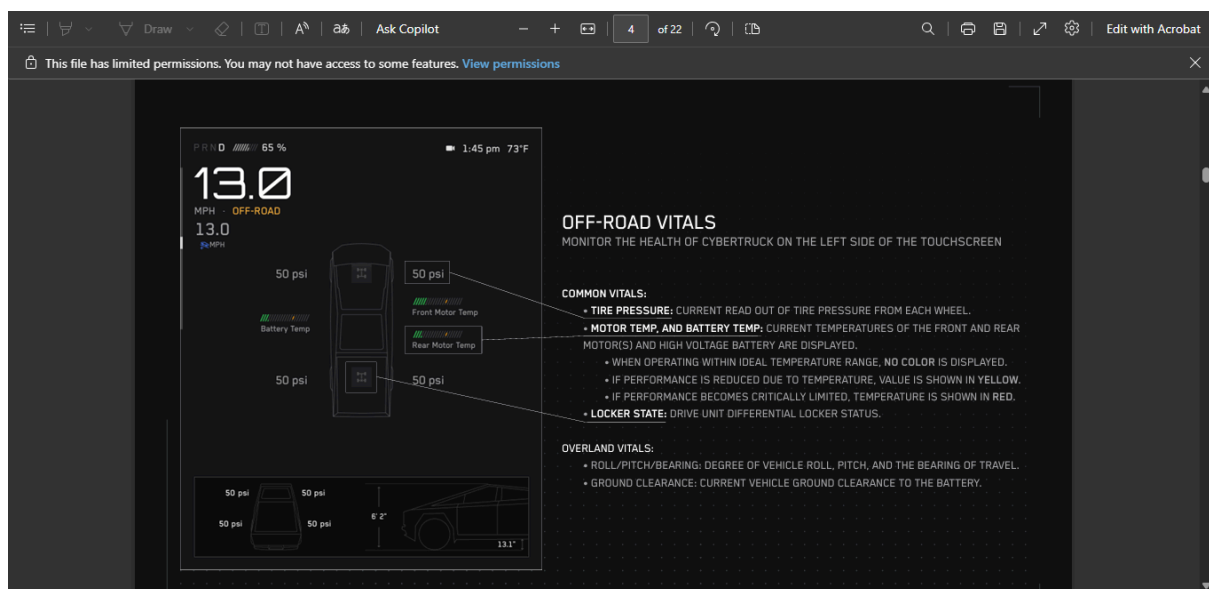 Draw
A
aあ
Ask Copilot
4
of 22
Edit with Acrobat
This file has limited permissions. You may not have access to some features. View permissions
PRND 65 %
1:45 pm 73°F
13.0
MPH · OFF-ROAD
13.0
MPH
50 psi
50 psi
Front Motor Temp
Battery Temp
Rear Motor Temp
50 psi
50 psi
50 psi
50 psi
50 psi
50 psi
6' 2"
13.1"
OFF-ROAD VITALS
MONITOR THE HEALTH OF CYBERTRUCK ON THE LEFT SIDE OF THE TOUCHSCREEN
COMMON VITALS:
• TIRE PRESSURE: CURRENT READ OUT OF TIRE PRESSURE FROM EACH WHEEL.
• MOTOR TEMP, AND BATTERY TEMP: CURRENT TEMPERATURES OF THE FRONT AND REAR
MOTOR(S) AND HIGH VOLTAGE BATTERY ARE DISPLAYED.
• WHEN OPERATING WITHIN IDEAL TEMPERATURE RANGE, NO COLOR IS DISPLAYED.
• IF PERFORMANCE IS REDUCED DUE TO TEMPERATURE, VALUE IS SHOWN IN YELLOW.
• IF PERFORMANCE BECOMES CRITICALLY LIMITED, TEMPERATURE IS SHOWN IN RED.
• LOCKER STATE: DRIVE UNIT DIFFERENTIAL LOCKER STATUS.
OVERLAND VITALS:
• ROLL/PITCH/BEARING: DEGREE OF VEHICLE ROLL, PITCH, AND THE BEARING OF TRAVEL.
• GROUND CLEARANCE: CURRENT VEHICLE GROUND CLEARANCE TO THE BATTERY.